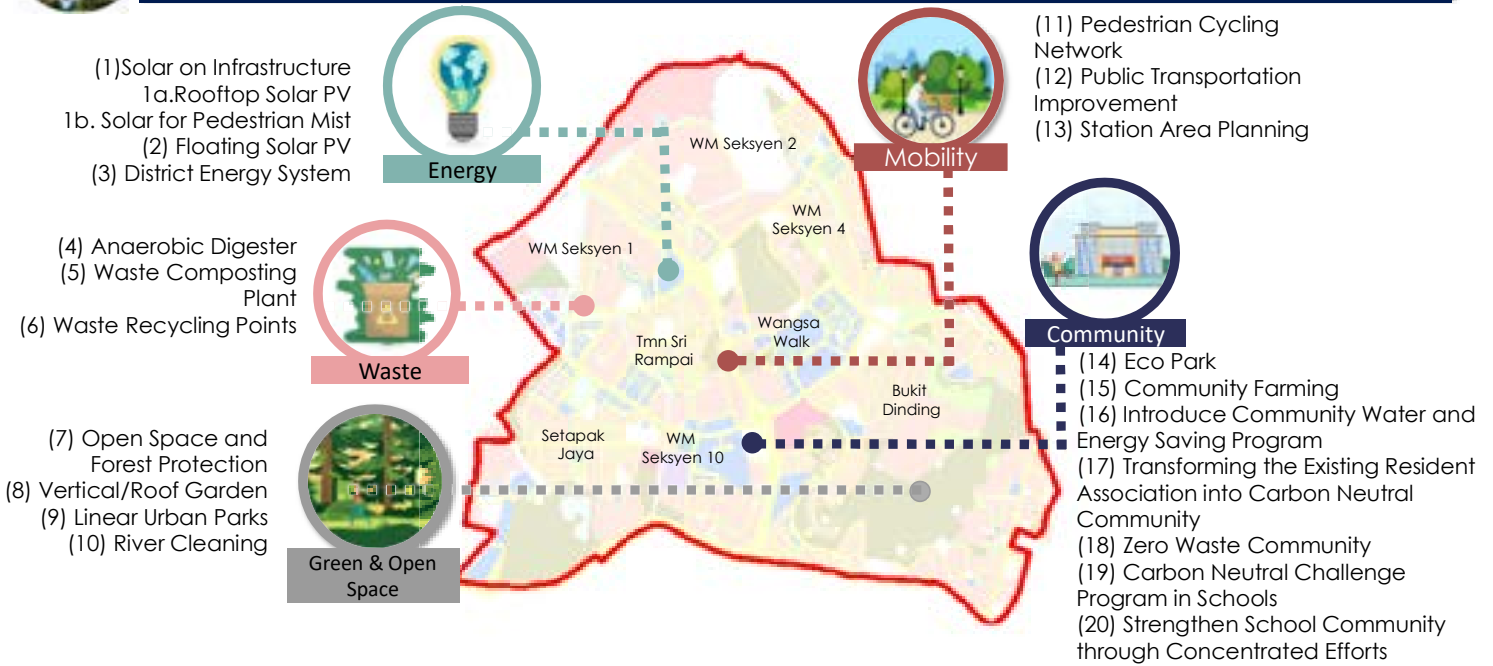 (1)Solar on Infrastructure
1a.Rooftop Solar PV
1b. Solar for Pedestrian Mist
(2) Floating Solar PV
(3) District Energy System
Energy
(4) Anaerobic Digester
(5) Waste Composting
Plant
(6) Waste Recycling Points
Waste
(7) Open Space and
Forest Protection
(8) Vertical/Roof Garden
(9) Linear Urban Parks
(10) River Cleaning
Green & Open
Space
WM Seksyen 2
WM
Seksyen 4
WM Seksyen 1
Wangsa
Walk
Tmn Sri
Rampai
Bukit
Dinding
Setapak
Jaya
WM
Seksyen 10
Mobility
(11) Pedestrian Cycling
Network
(12) Public Transportation
Improvement
(13) Station Area Planning
Community
(14) Eco Park
(15) Community Farming
(16) Introduce Community Water and
Energy Saving Program
(17) Transforming the Existing Resident
Association into Carbon Neutral
Community
(18) Zero Waste Community
(19) Carbon Neutral Challenge
Program in Schools
(20) Strengthen School Community
through Concentrated Efforts